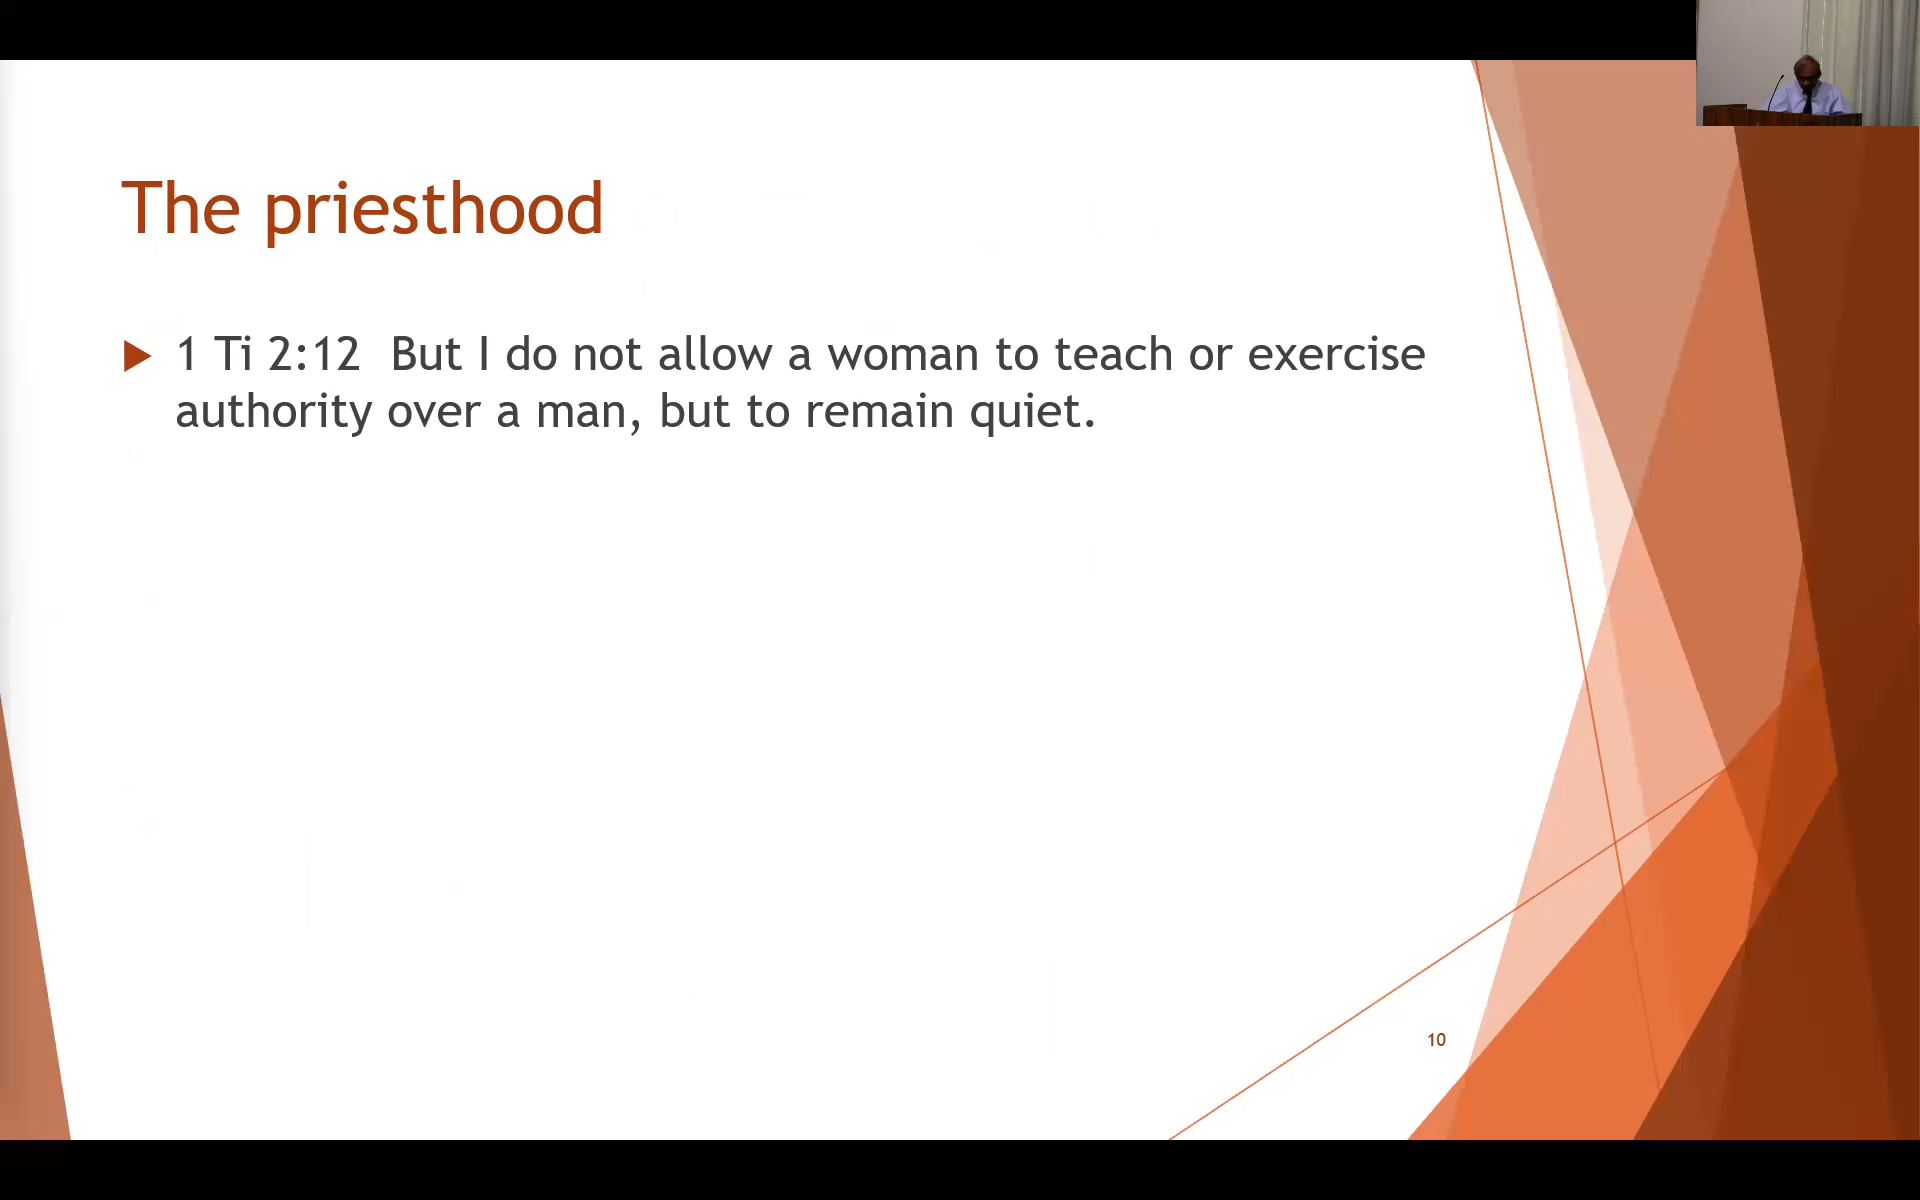 The priesthood
1 Ti 2:12  But I do not allow a woman to teach or exercise
authority over a man, but to remain quiet.
10